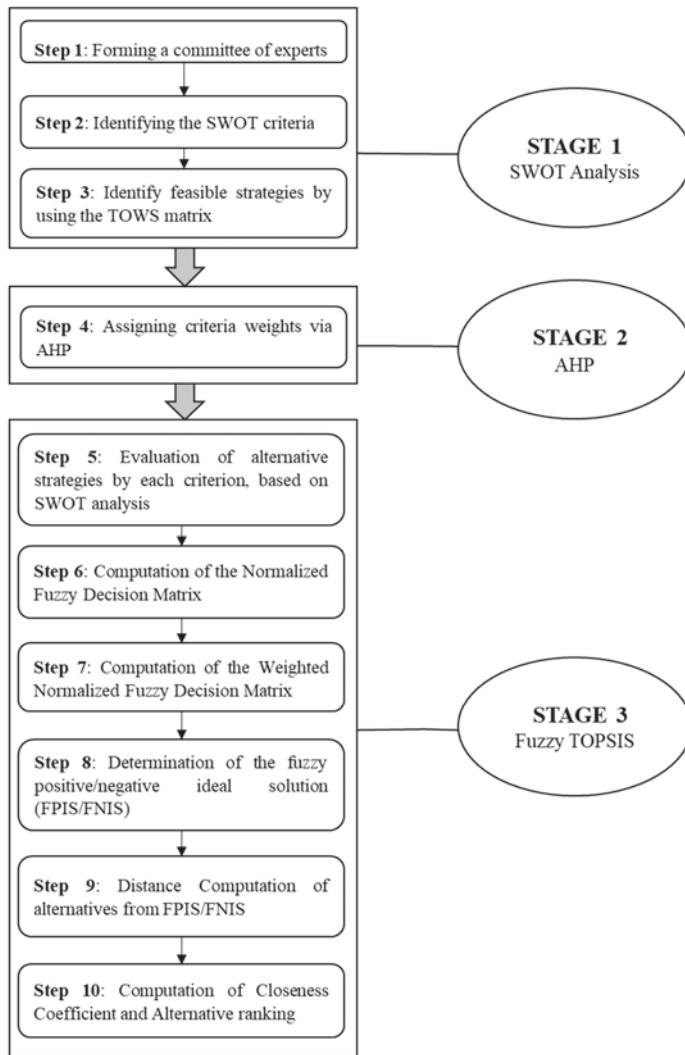 Step 1: Forming a committee of experts
Step 2: Identifying the SWOT criteria
Step 3: Identify feasible strategies by
using the TOWS matrix
STAGE 1
SWOT Analysis
Step 4: Assigning criteria weights via
AHP
STAGE 2
AHP
Step 5: Evaluation of alternative
strategies by each criterion, based on
SWOT analysis
Step 6: Computation of the Normalized
Fuzzy Decision Matrix
Step 7: Computation of the Weighted
Normalized Fuzzy Decision Matrix
Step 8: Determination of the fuzzy
positive/negative ideal solution
(FPIS/FNIS)
Step 9: Distance Computation of
alternatives from FPIS/FNIS
Step 10: Computation of Closeness
Coefficient and Alternative ranking
STAGE 3
Fuzzy TOPSIS